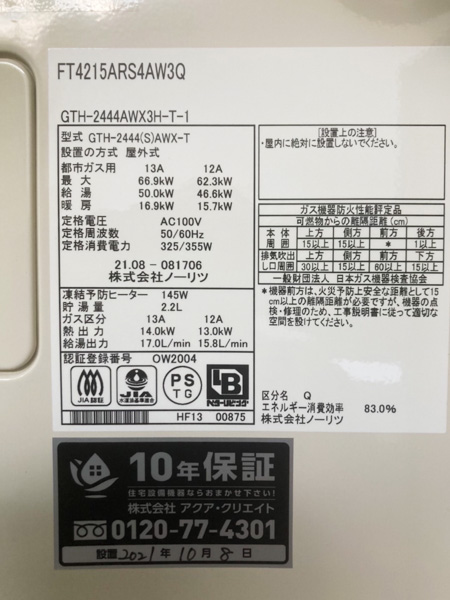 FT4215ARS4AW3Q
GTH-2444AWX3H-T-1
型式 GTH-2444(S)AWX-T
設置の方式 屋外式
都市ガス用 13A 12A
最大 66.9kW 62.3kW
給湯 50.0kW 46.6kW
暖房 16.9kW 15.7kW
定格電圧 AC100V
定格周波数 50/60Hz
定格消費電力 325/355W
21.08-081706
株式会社ノーリツ
凍結予防ヒーター 145W
貯湯量 2.2L
ガス区分 13A 12A
熱出力 14.0kW 13.0kW
給湯出力 17.0L/min 15.8L/min
認証登録番号 OW2004
JIA認証
JIA
水道品基準適合
PS
TG
BL
HF13 00875
[設置上の注意]
・屋内に絶対に設置しないでください。
ガス機器防火性能評定品
可燃物からの離隔距離(cm)
本体周囲 上方 側方 前方 後方
15以上 15以上 * 1以上
排気吹出し口周囲 上方 側方 前方 下方
30以上 15以上 60以上 15以上
一般財団法人 日本ガス機器検査協会
*機器前方は、火災予防上安全な距離として15
cm以上の離隔距離が必要ですが、機器の点
検・修理のため、工事説明書に従って適切な
空間を設けてください。
区分名 Q
エネルギー消費効率 83.0%
株式会社ノーリツ
10年保証
住宅設備機器ならおまかせ下さい!
株式会社 アクア・クリエイト
0120-77-4301
設置 2021年10月8日